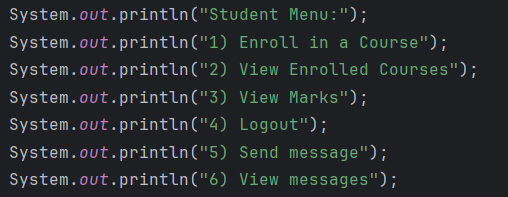 System.out.println("Student Menu:");
System.out.println("1) Enroll in a Course");
System.out.println("2) View Enrolled Courses");
System.out.println("3) View Marks");
System.out.println("4) Logout");
System.out.println("5) Send message");
System.out.println("6) View messages");